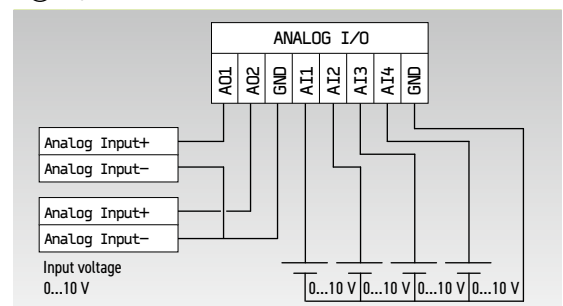 ANALOG I/O
AO1 AO2 GND AI1 AI2 AI3 AI4 GND
Analog Input+
Analog Input–
Analog Input+
Analog Input–
Input voltage
0...10 V
0...10 V 0...10 V 0...10 V 0...10 V